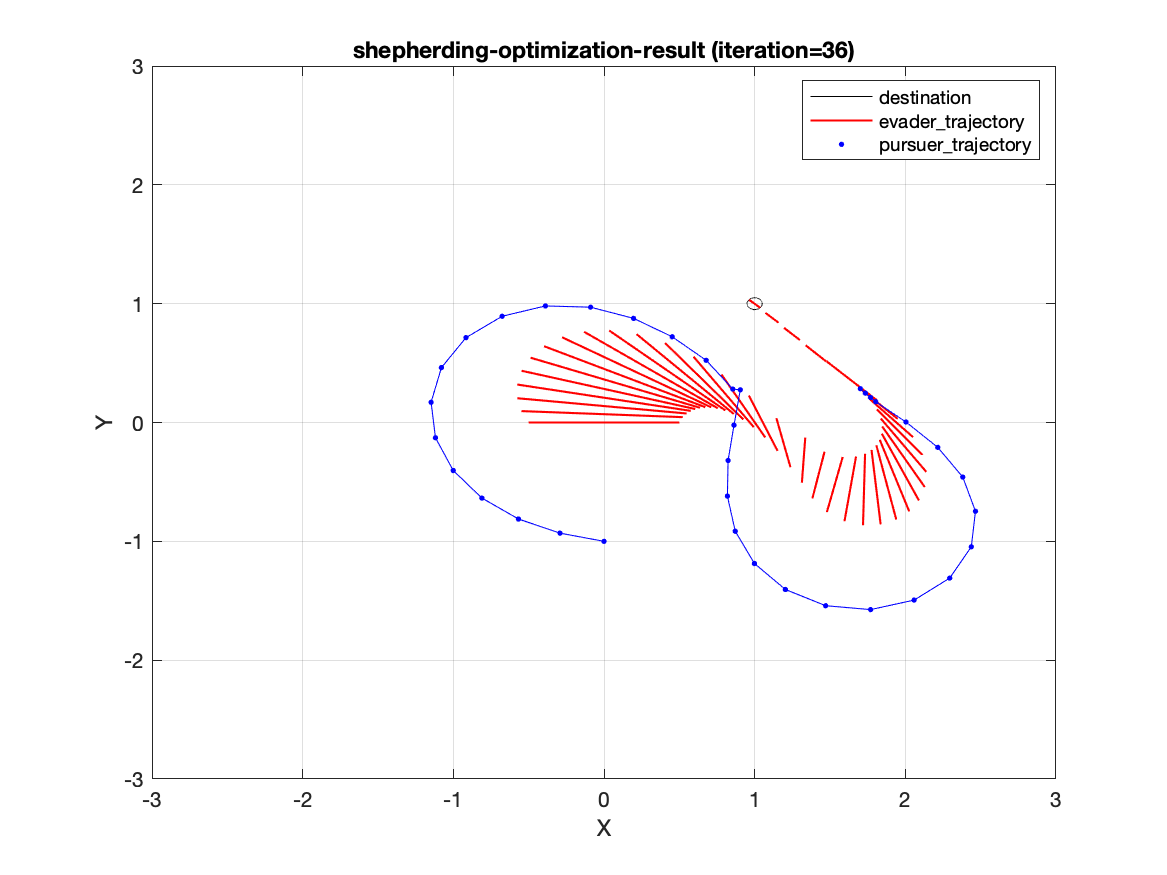 shepherding-optimization-result (iteration=36)
destination
evader_trajectory
pursuer_trajectory
3
2
1
0
-1
-2
-3
Y
-3 -2 -1 0 1 2 3
X